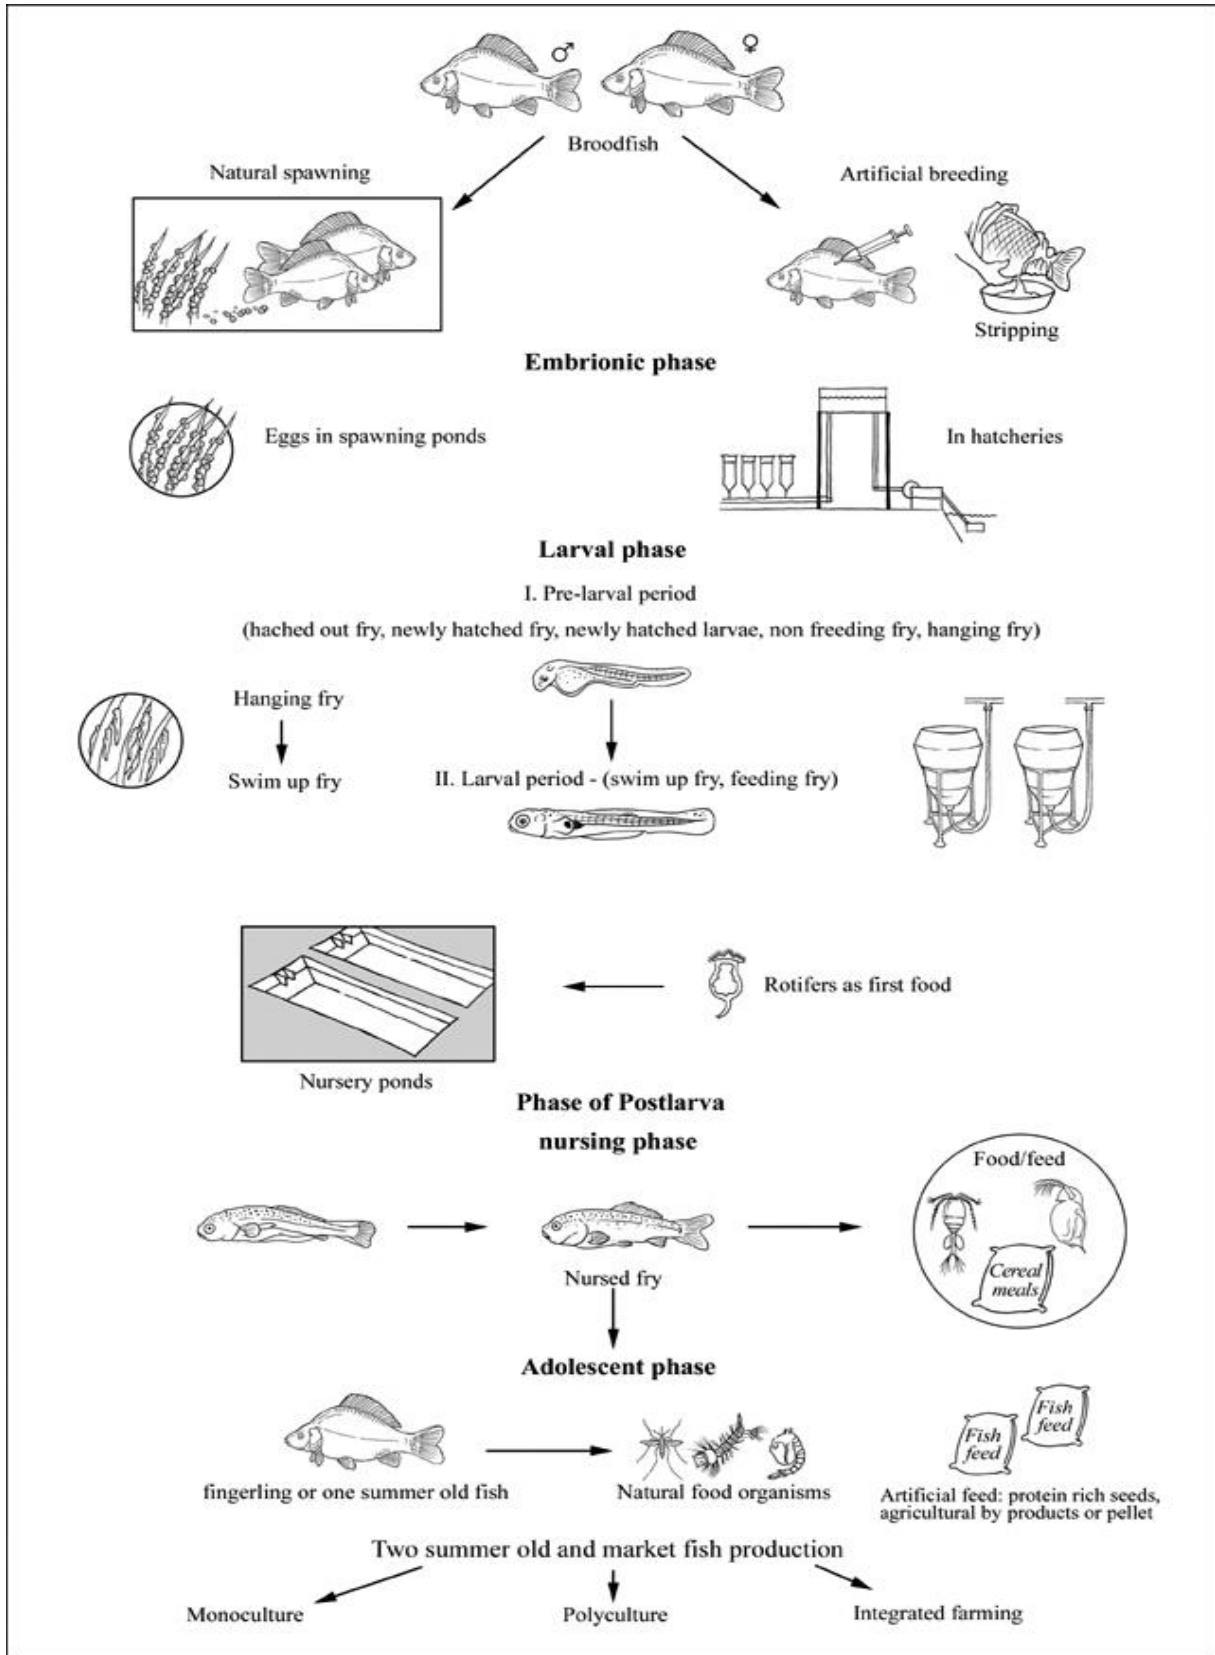 ♂ ♀
Broodfish
Natural spawning
Artificial breeding
Stripping
Embrionic phase
Eggs in spawning ponds
In hatcheries
Larval phase
I. Pre-larval period
(hached out fry, newly hatched fry, newly hatched larvae, non freeding fry, hanging fry)
Hanging fry
Swim up fry
II. Larval period - (swim up fry, feeding fry)
Rotifers as first food
Nursery ponds
Phase of Postlarva
nursing phase
Food/feed
Cereal
meals
Nursed fry
Adolescent phase
Fish
feed
Fish
feed
fingerling or one summer old fish
Natural food organisms
Artificial feed: protein rich seeds,
agricultural by products or pellet
Two summer old and market fish production
Monoculture
Polyculture
Integrated farming